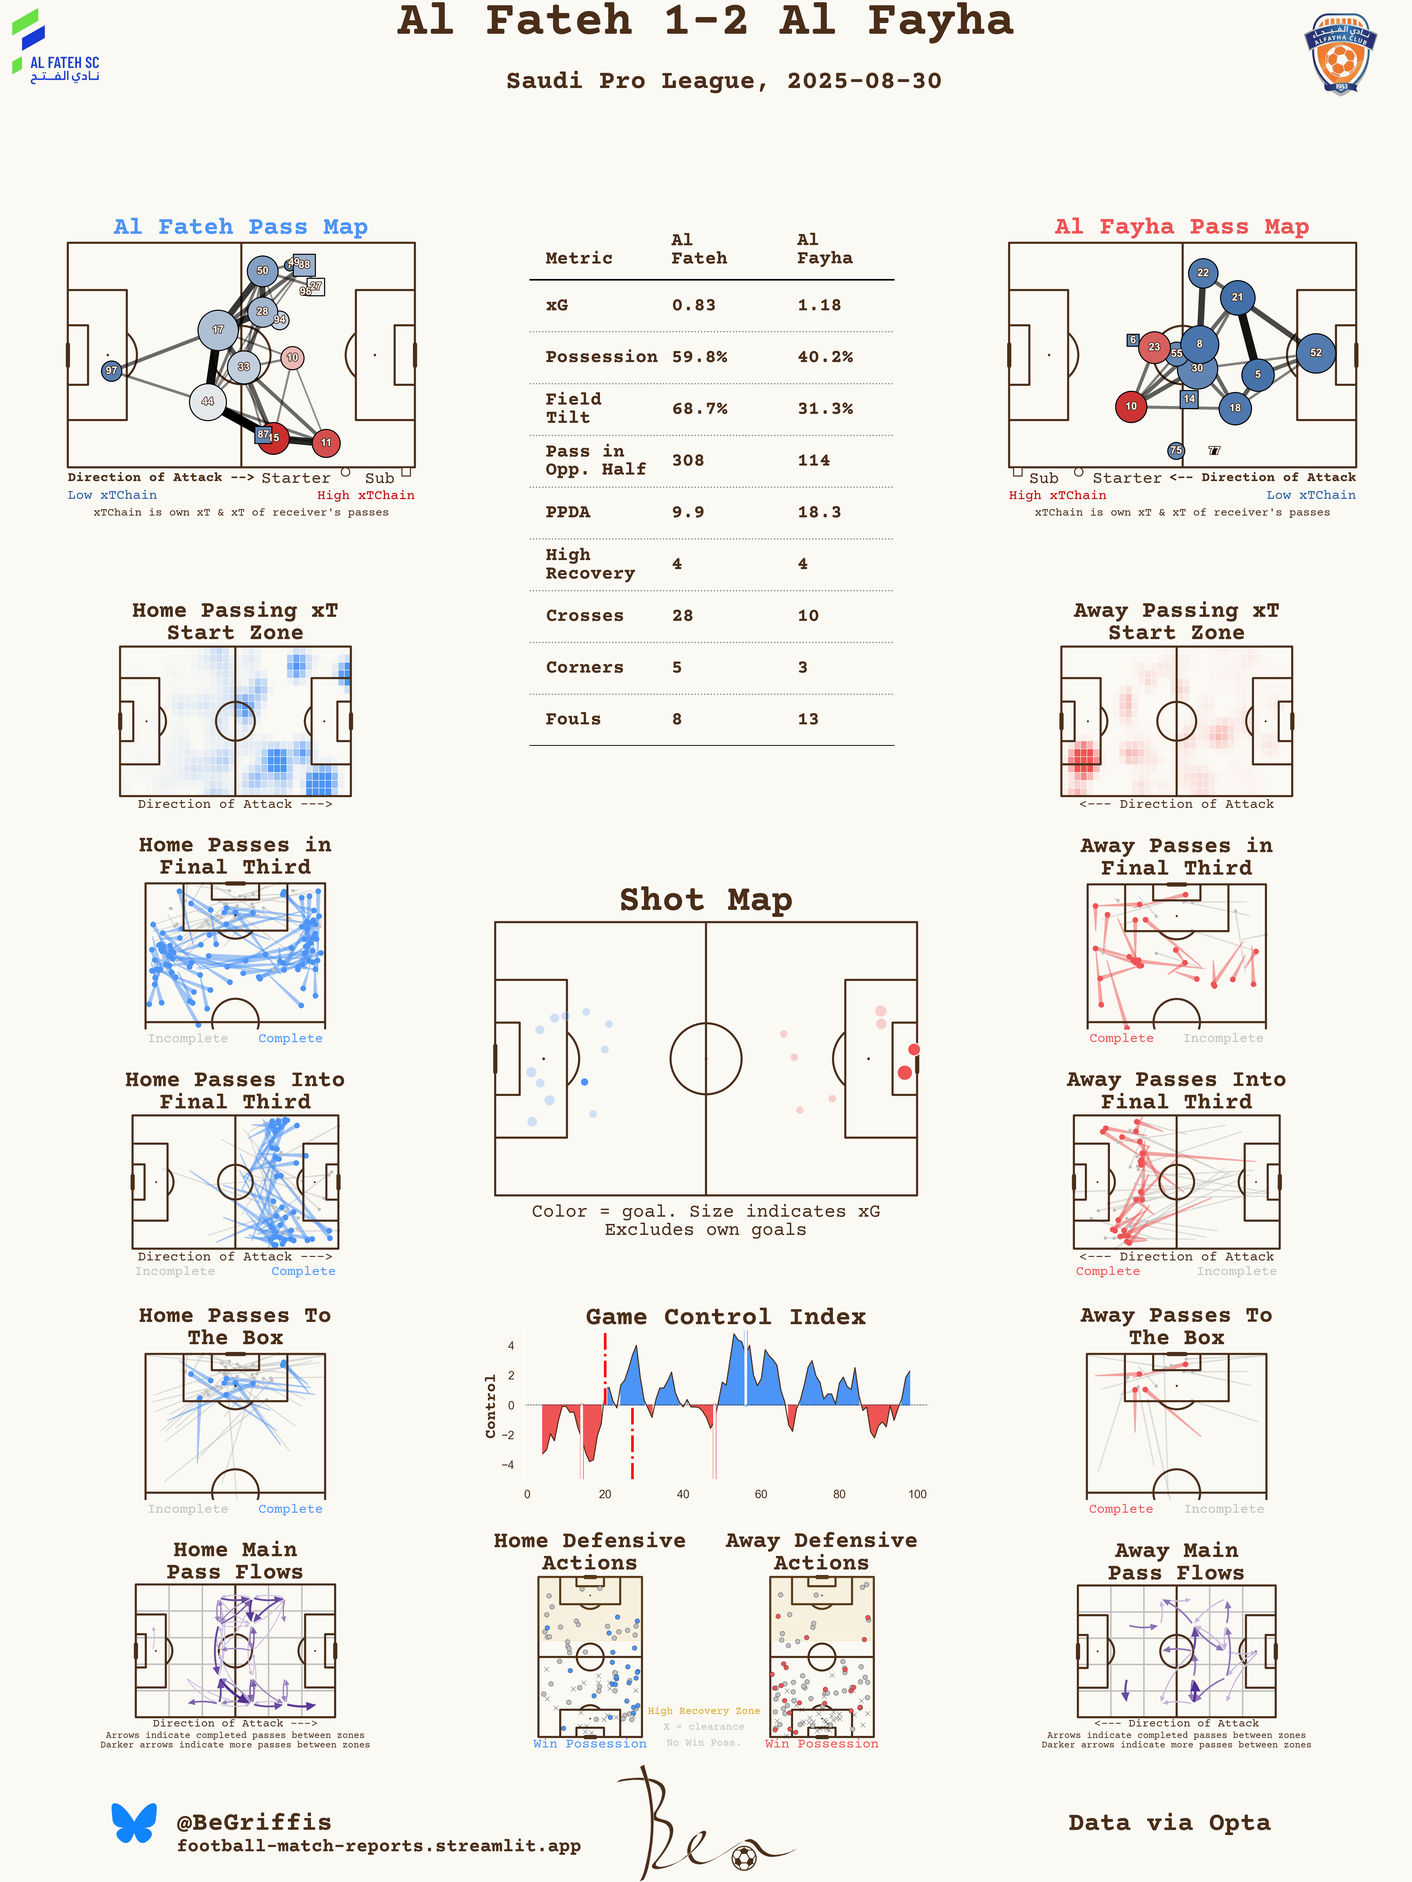 Al Fateh 1-2 Al Fayha
Saudi Pro League, 2025-08-30
AL FATEH SC
نادي الفتح
نادي الفيحاء
ALFAYHA CLUB
1953
Al Fateh Pass Map
50
49
88
27
98
28
94
17
10
33
97
44
87
15
11
Direction of Attack --> Starter Sub
Low xTChain High xTChain
xTChain is own xT & xT of receiver's passes
Metric Al Fateh Al Fayha
xG 0.83 1.18
Possession 59.8% 40.2%
Field Tilt 68.7% 31.3%
Pass in Opp. Half 308 114
PPDA 9.9 18.3
High Recovery 4 4
Crosses 28 10
Corners 5 3
Fouls 8 13
Al Fayha Pass Map
22
21
6
23
55
8
52
30
5
10
14
18
75
77
Sub Starter <-- Direction of Attack
High xTChain Low xTChain
xTChain is own xT & xT of receiver's passes
Home Passing xT
Start Zone
Direction of Attack --->
Away Passing xT
Start Zone
<--- Direction of Attack
Home Passes in
Final Third
Incomplete Complete
Away Passes in
Final Third
Complete Incomplete
Shot Map
Color = goal. Size indicates xG
Excludes own goals
Home Passes Into
Final Third
Direction of Attack --->
Incomplete Complete
Away Passes Into
Final Third
<--- Direction of Attack
Complete Incomplete
Home Passes To
The Box
Incomplete Complete
Game Control Index
Control
4
2
0
−2
−4
0 20 40 60 80 100
Away Passes To
The Box
Complete Incomplete
Home Main
Pass Flows
Direction of Attack --->
Arrows indicate completed passes between zones
Darker arrows indicate more passes between zones
Home Defensive
Actions
Win Possession
High Recovery Zone
X = clearance
No Win Poss.
Away Defensive
Actions
Win Possession
Away Main
Pass Flows
<--- Direction of Attack
Arrows indicate completed passes between zones
Darker arrows indicate more passes between zones
@BeGriffis
football-match-reports.streamlit.app
Ben
Data via Opta